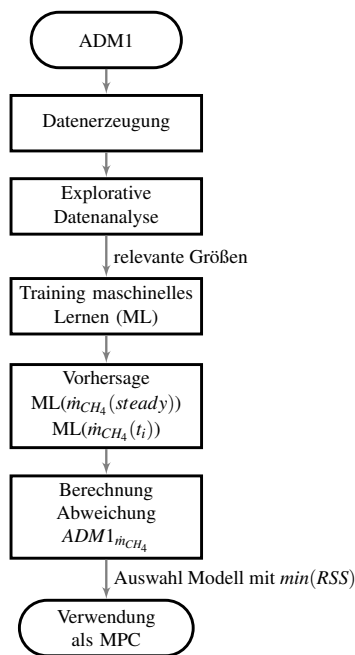 ADM1
Datenerzeugung
Explorative
Datenanalyse
relevante Größen
Training maschinelles
Lernen (ML)
Vorhersage
ML(ṁ_{CH_4}(steady))
ML(ṁ_{CH_4}(t_i))
Berechnung
Abweichung
ADM1_{ṁ_{CH_4}}
Auswahl Modell mit min(RSS)
Verwendung
als MPC